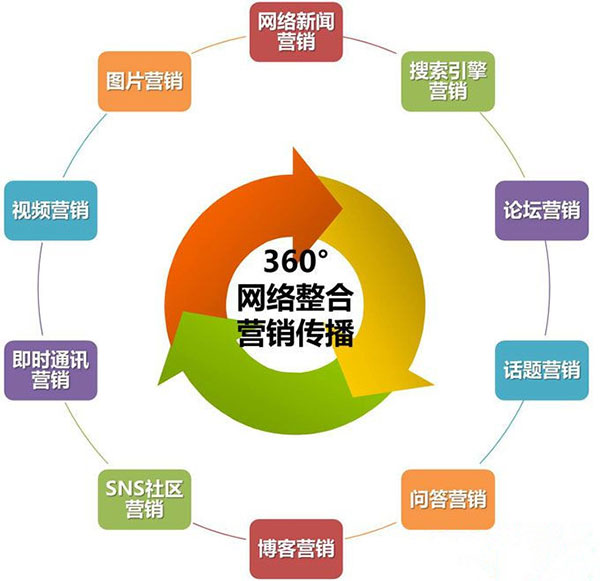 网络新闻
营销
搜索引擎
营销
论坛营销
话题营销
问答营销
博客营销
SNS社区
营销
即时通讯
营销
视频营销
图片营销
360°
网络整合
营销传播